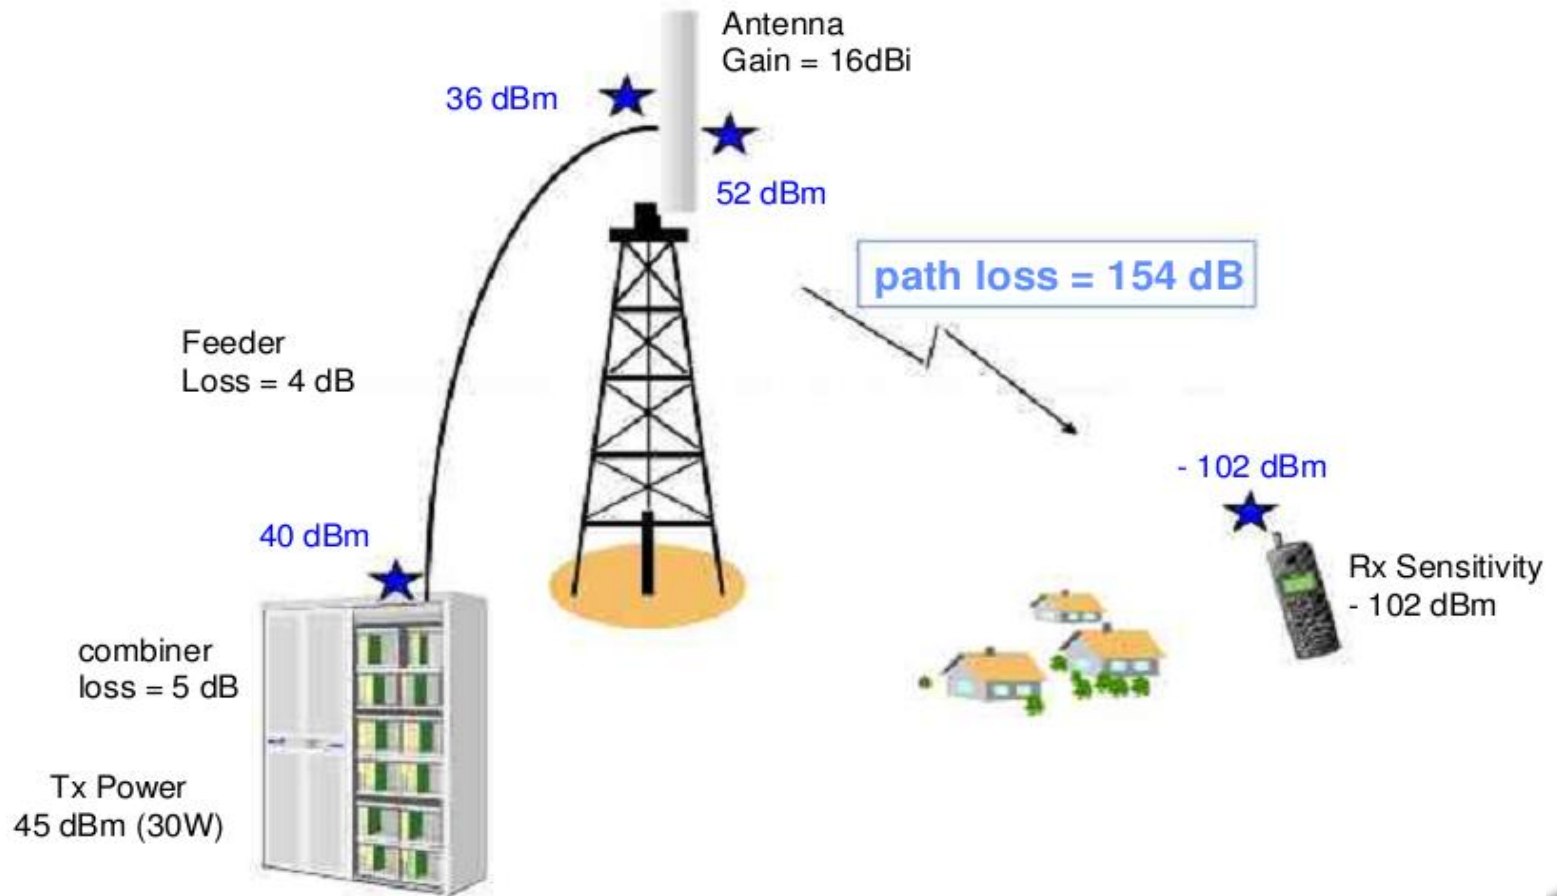 Antenna
Gain = 16dBi
36 dBm
52 dBm
path loss = 154 dB
Feeder
Loss = 4 dB
- 102 dBm
40 dBm
Rx Sensitivity
- 102 dBm
combiner
loss = 5 dB
Tx Power
45 dBm (30W)